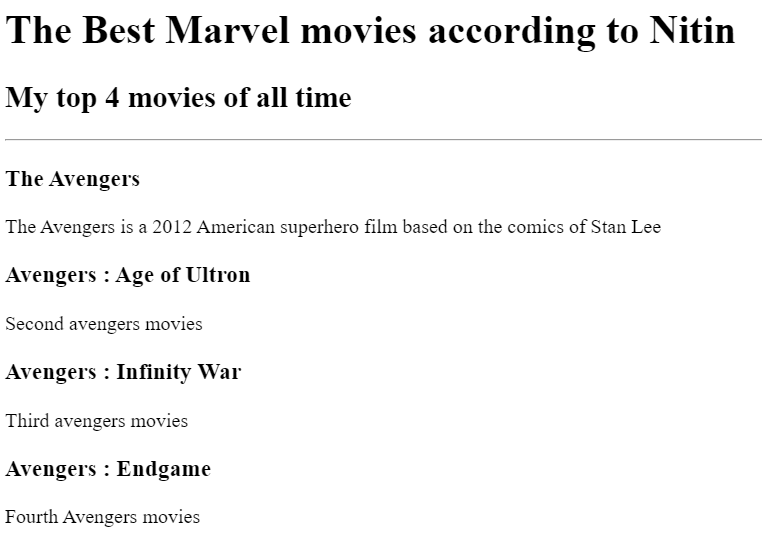 The Best Marvel movies according to Nitin
My top 4 movies of all time
The Avengers
The Avengers is a 2012 American superhero film based on the comics of Stan Lee
Avengers : Age of Ultron
Second avengers movies
Avengers : Infinity War
Third avengers movies
Avengers : Endgame
Fourth Avengers movies